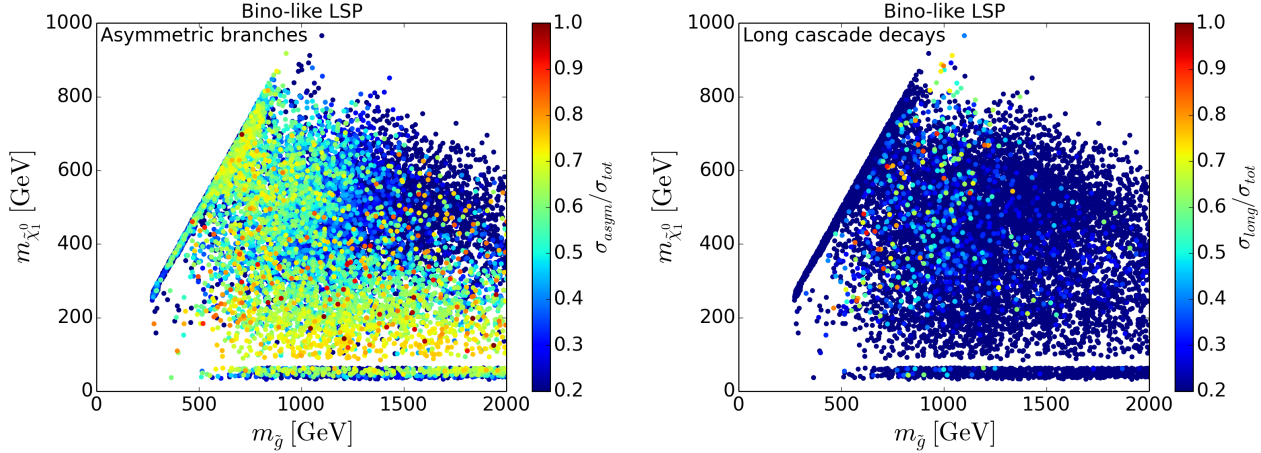 Bino-like LSP
Asymmetric branches
1000
800
600
400
200
0
m_{\tilde{\chi}_1^0} [GeV]
0 500 1000 1500 2000
m_{\tilde{g}} [GeV]
1.0
0.9
0.8
0.7
0.6
0.5
0.4
0.3
0.2
σ_{asym}/σ_{tot}
Bino-like LSP
Long cascade decays
1000
800
600
400
200
0
m_{\tilde{\chi}_1^0} [GeV]
0 500 1000 1500 2000
m_{\tilde{g}} [GeV]
1.0
0.9
0.8
0.7
0.6
0.5
0.4
0.3
0.2
σ_{long}/σ_{tot}